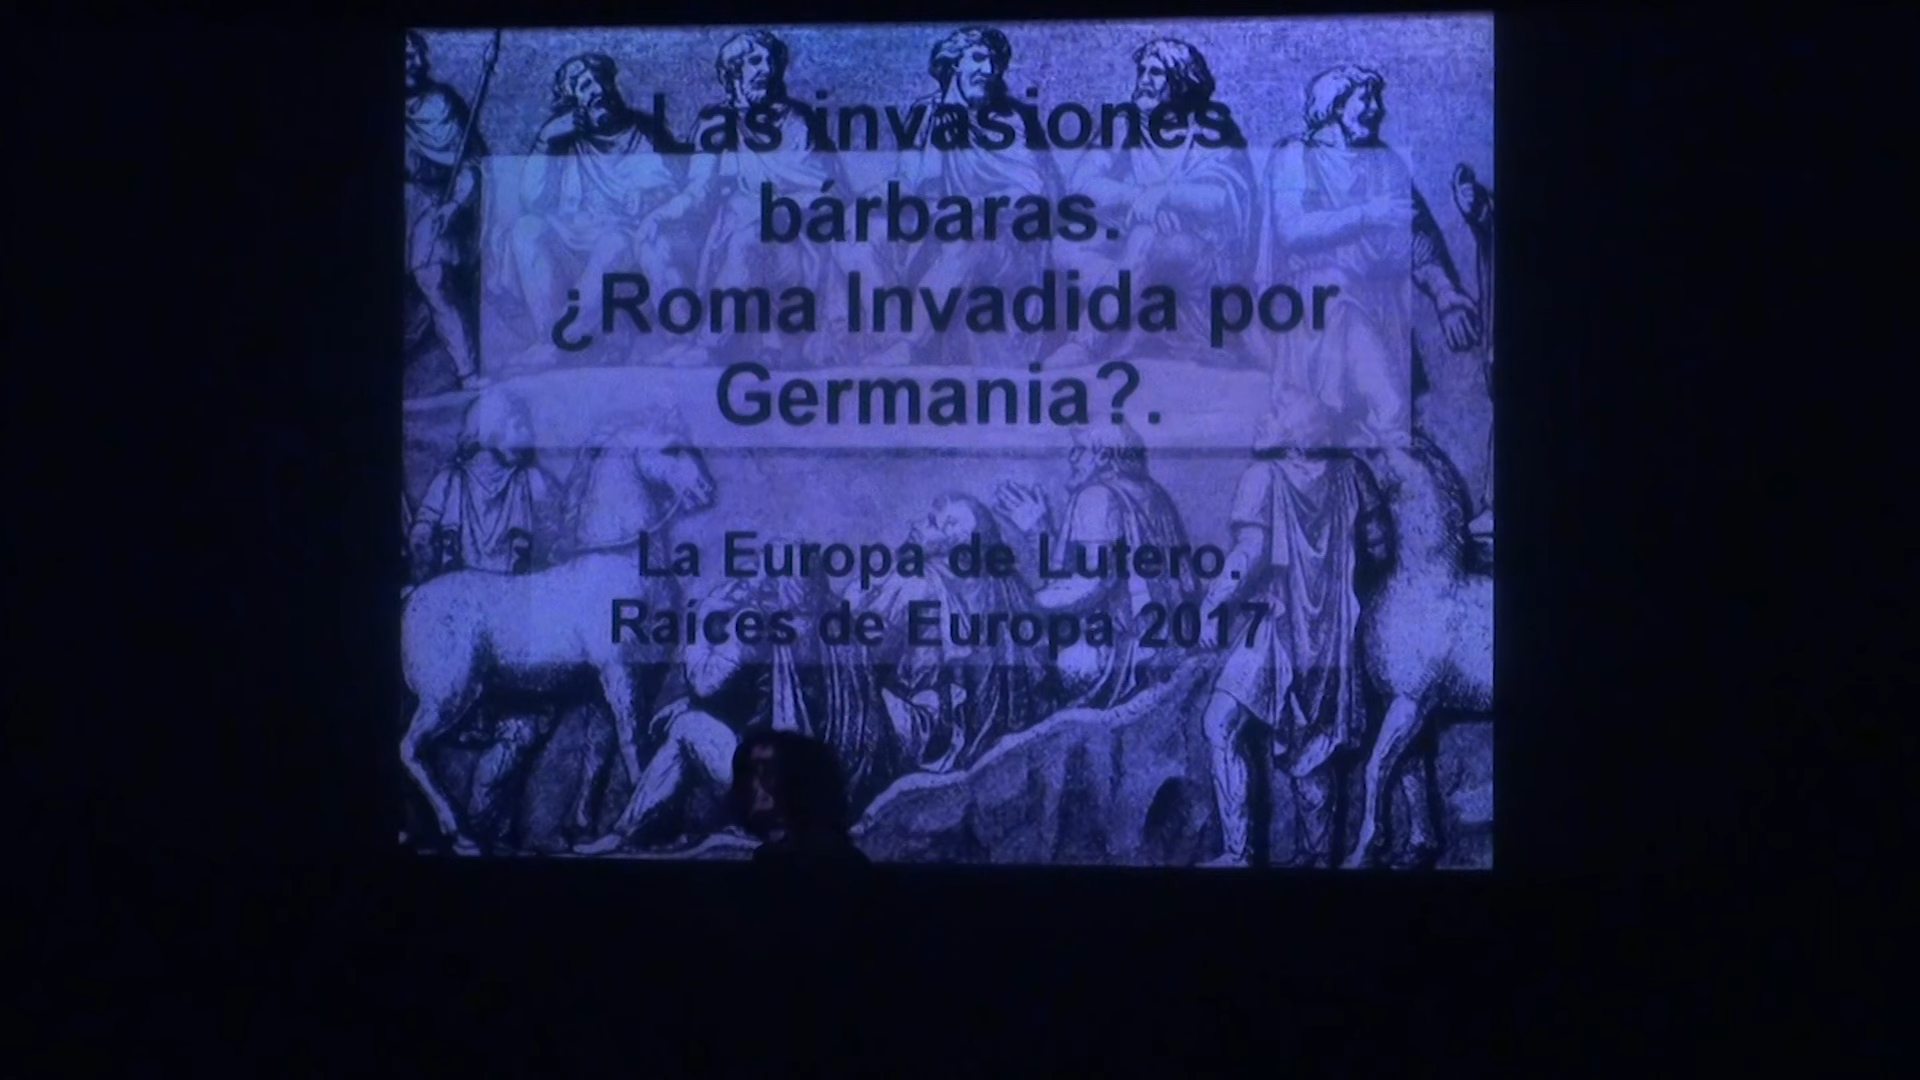 Las invasiones
bárbaras.
¿Roma Invadida por
Germania?.
La Europa de Lutero.
Raíces de Europa 2017